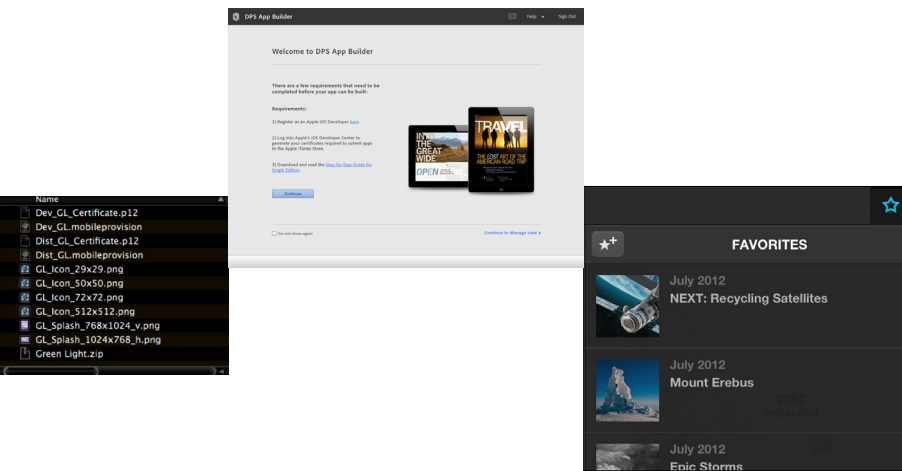 DPS App Builder
Help
Sign Out
Welcome to DPS App Builder
There are a few requirements that need to be
completed before your app can be built:
Requirements:
1) Register as an Apple iOS Developer here.
2) Log into Apple's iOS Developer Center to
generate your certificates required to submit apps
to the Apple iTunes Store.
3) Download and read the Step-by-Step Guide for
Single Edition.
Continue
Do not show again
Continue to Manage view
INTO
THE
GREAT
WIDE
OPEN
TRAVEL
THE LOST ART OF THE
AMERICAN ROAD TRIP
Name
Dev_GL_Certificate.p12
Dev_GL.mobileprovision
Dist_GL_Certificate.p12
Dist_GL.mobileprovision
GL_Icon_29x29.png
GL_Icon_50x50.png
GL_Icon_72x72.png
GL_Icon_512x512.png
GL_Splash_768x1024_v.png
GL_Splash_1024x768_h.png
Green Light.zip
FAVORITES
July 2012
NEXT: Recycling Satellites
July 2012
Mount Erebus
July 2012
Epic Storms